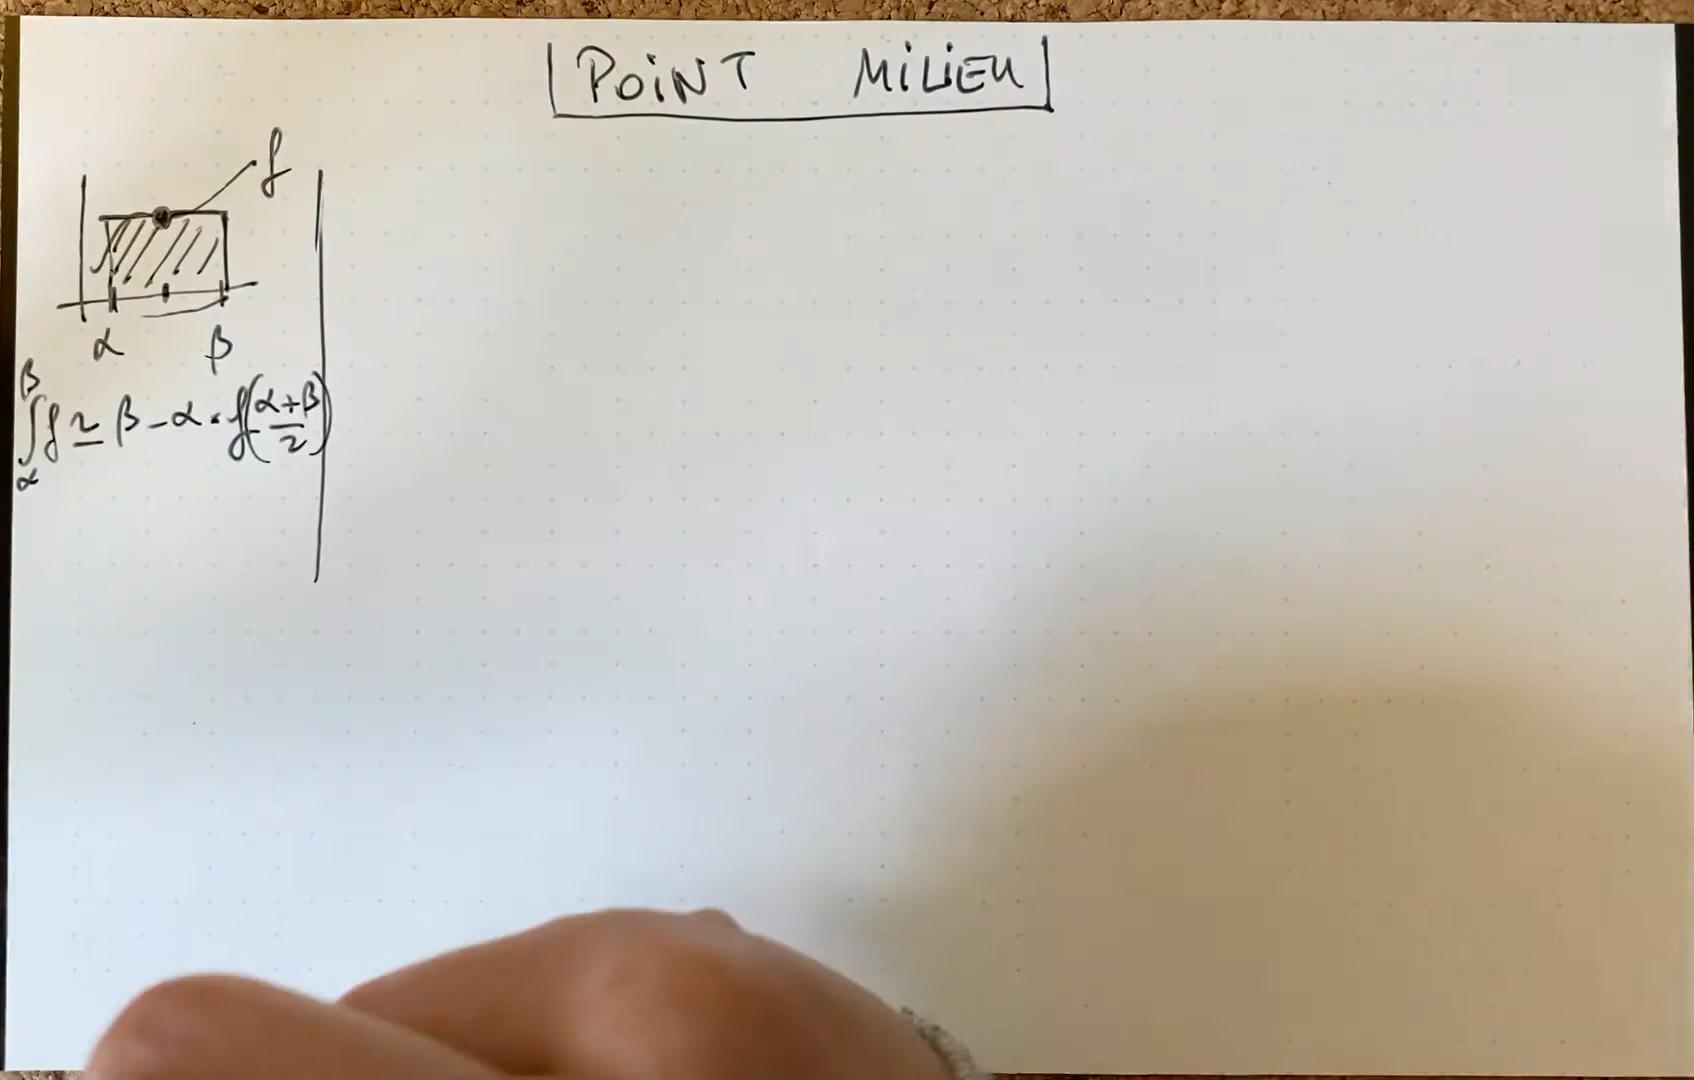 POINT MILIEU
f
α β
∫_α^β f ≃ β - α · f((α+β)/2)